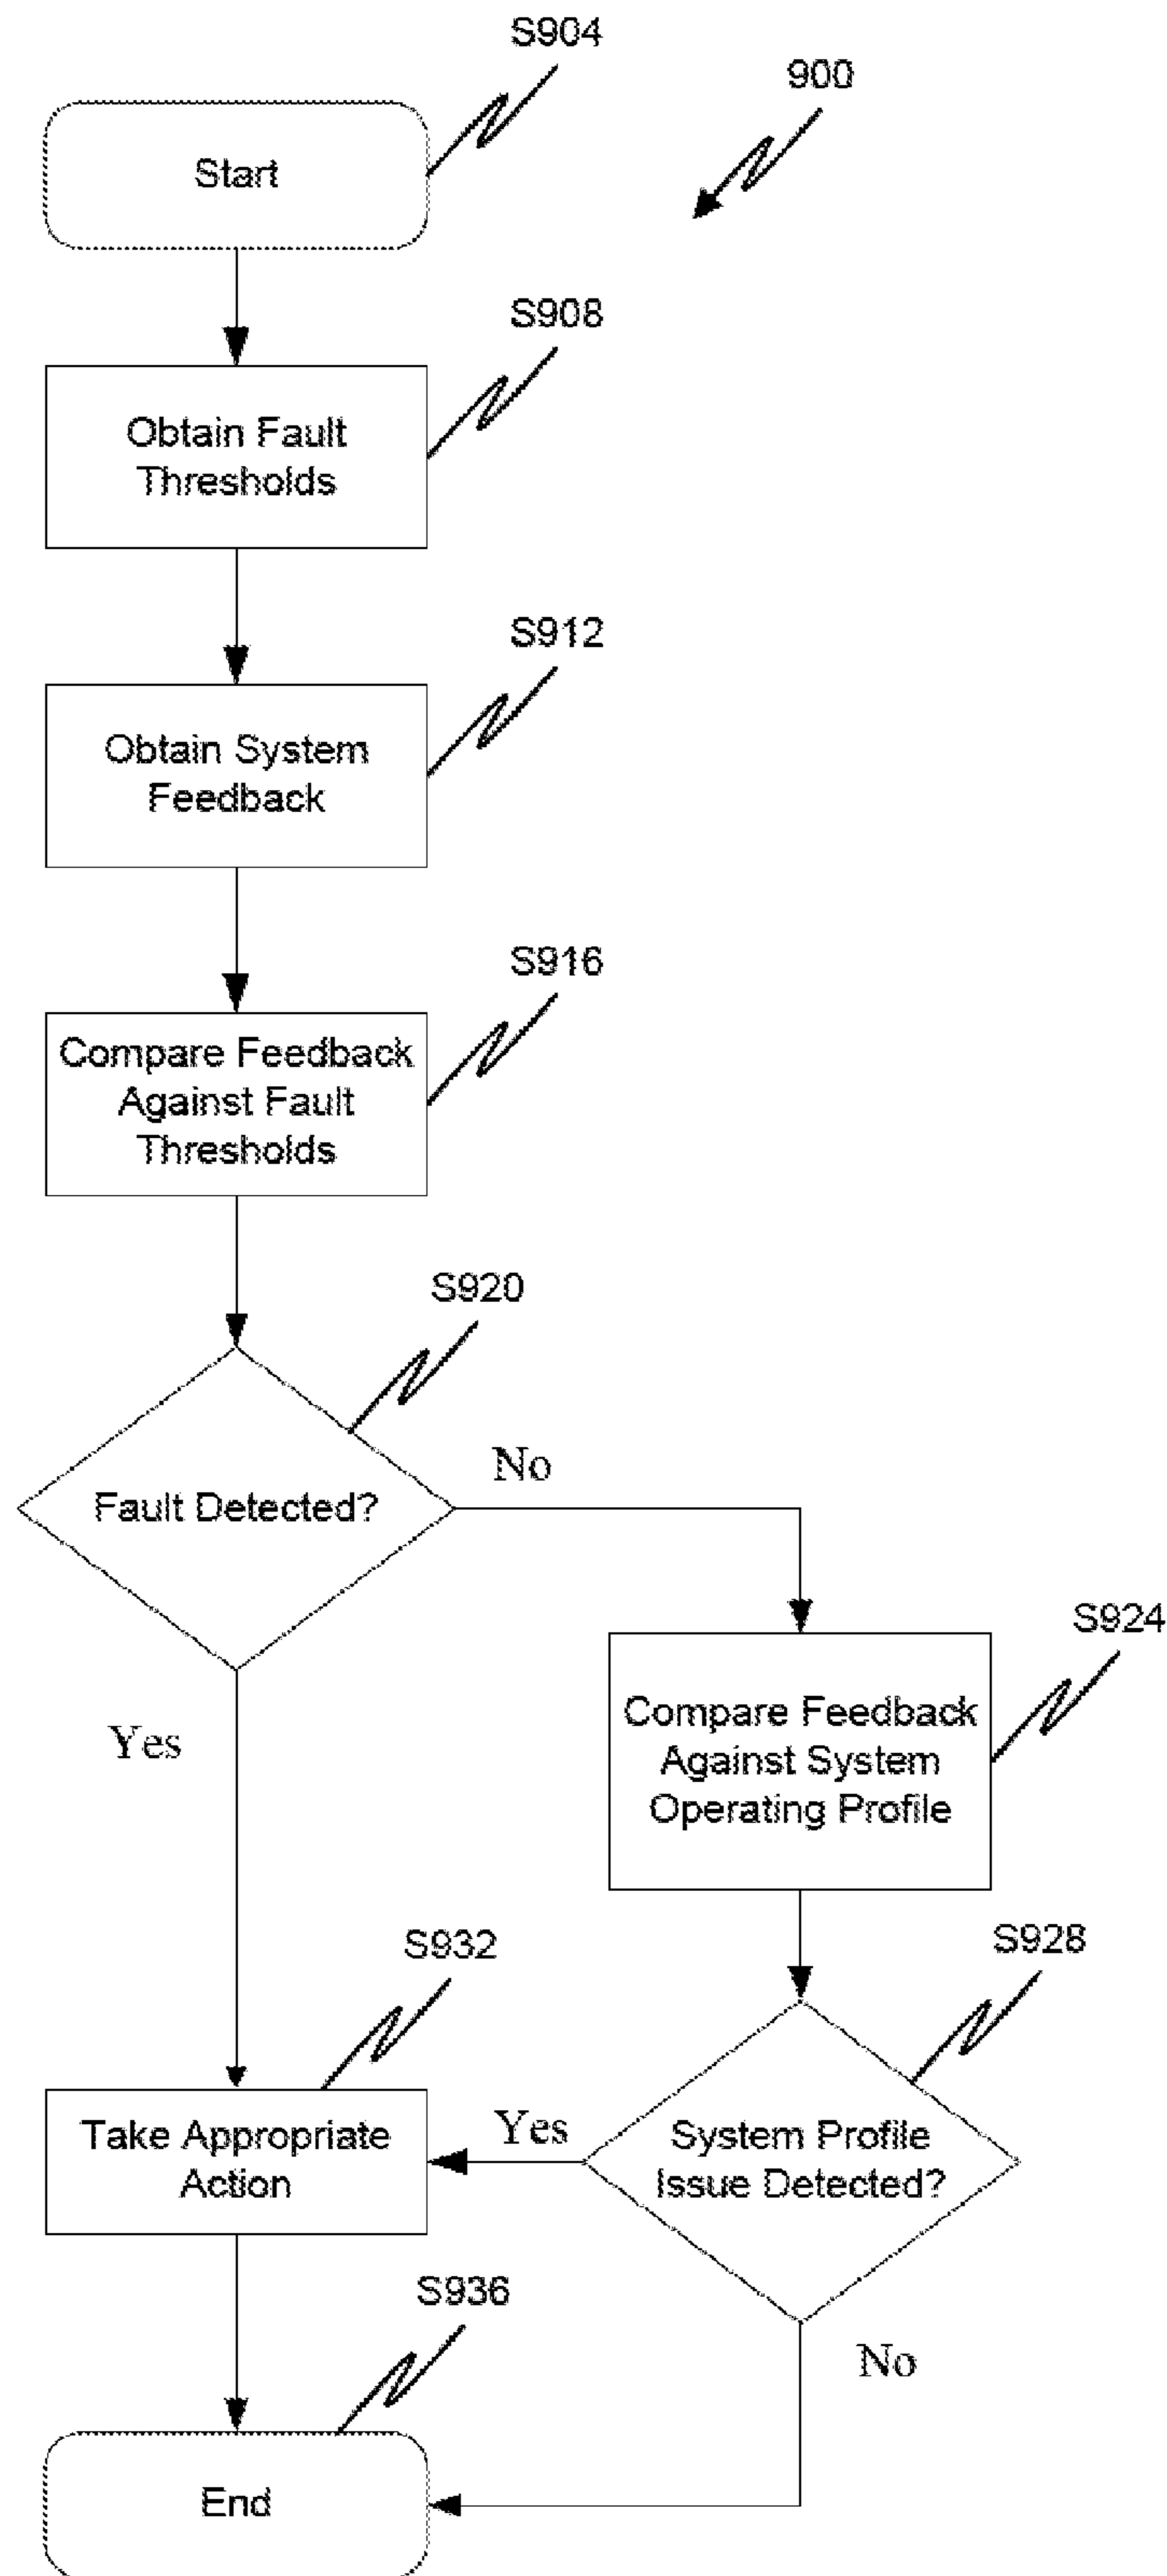 S904
900
Start
S908
Obtain Fault
Thresholds
S912
Obtain System
Feedback
S916
Compare Feedback
Against Fault
Thresholds
S920
Fault Detected?
No
Yes
S924
Compare Feedback
Against System
Operating Profile
S928
System Profile
Issue Detected?
Yes
No
S932
Take Appropriate
Action
S936
End